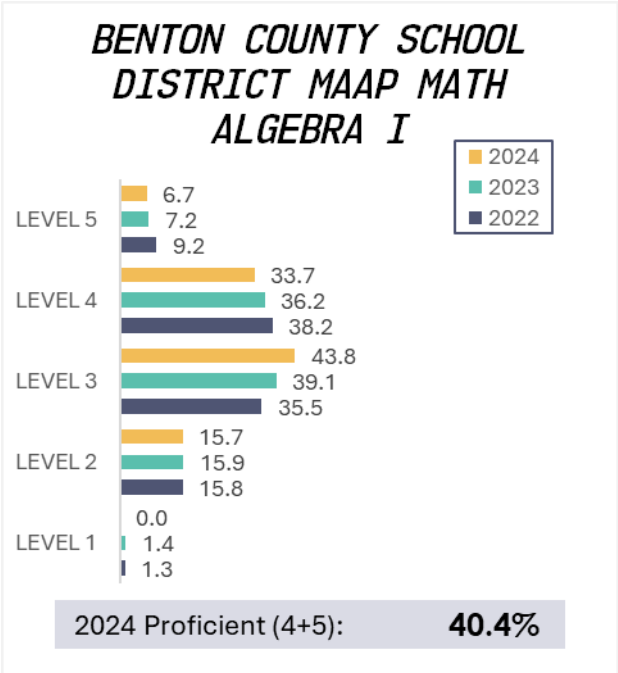 BENTON COUNTY SCHOOL
DISTRICT MAAP MATH
ALGEBRA I
2024
2023
2022
LEVEL 5
6.7
7.2
9.2
LEVEL 4
33.7
36.2
38.2
LEVEL 3
43.8
39.1
35.5
LEVEL 2
15.7
15.9
15.8
LEVEL 1
0.0
1.4
1.3
2024 Proficient (4+5): 40.4%